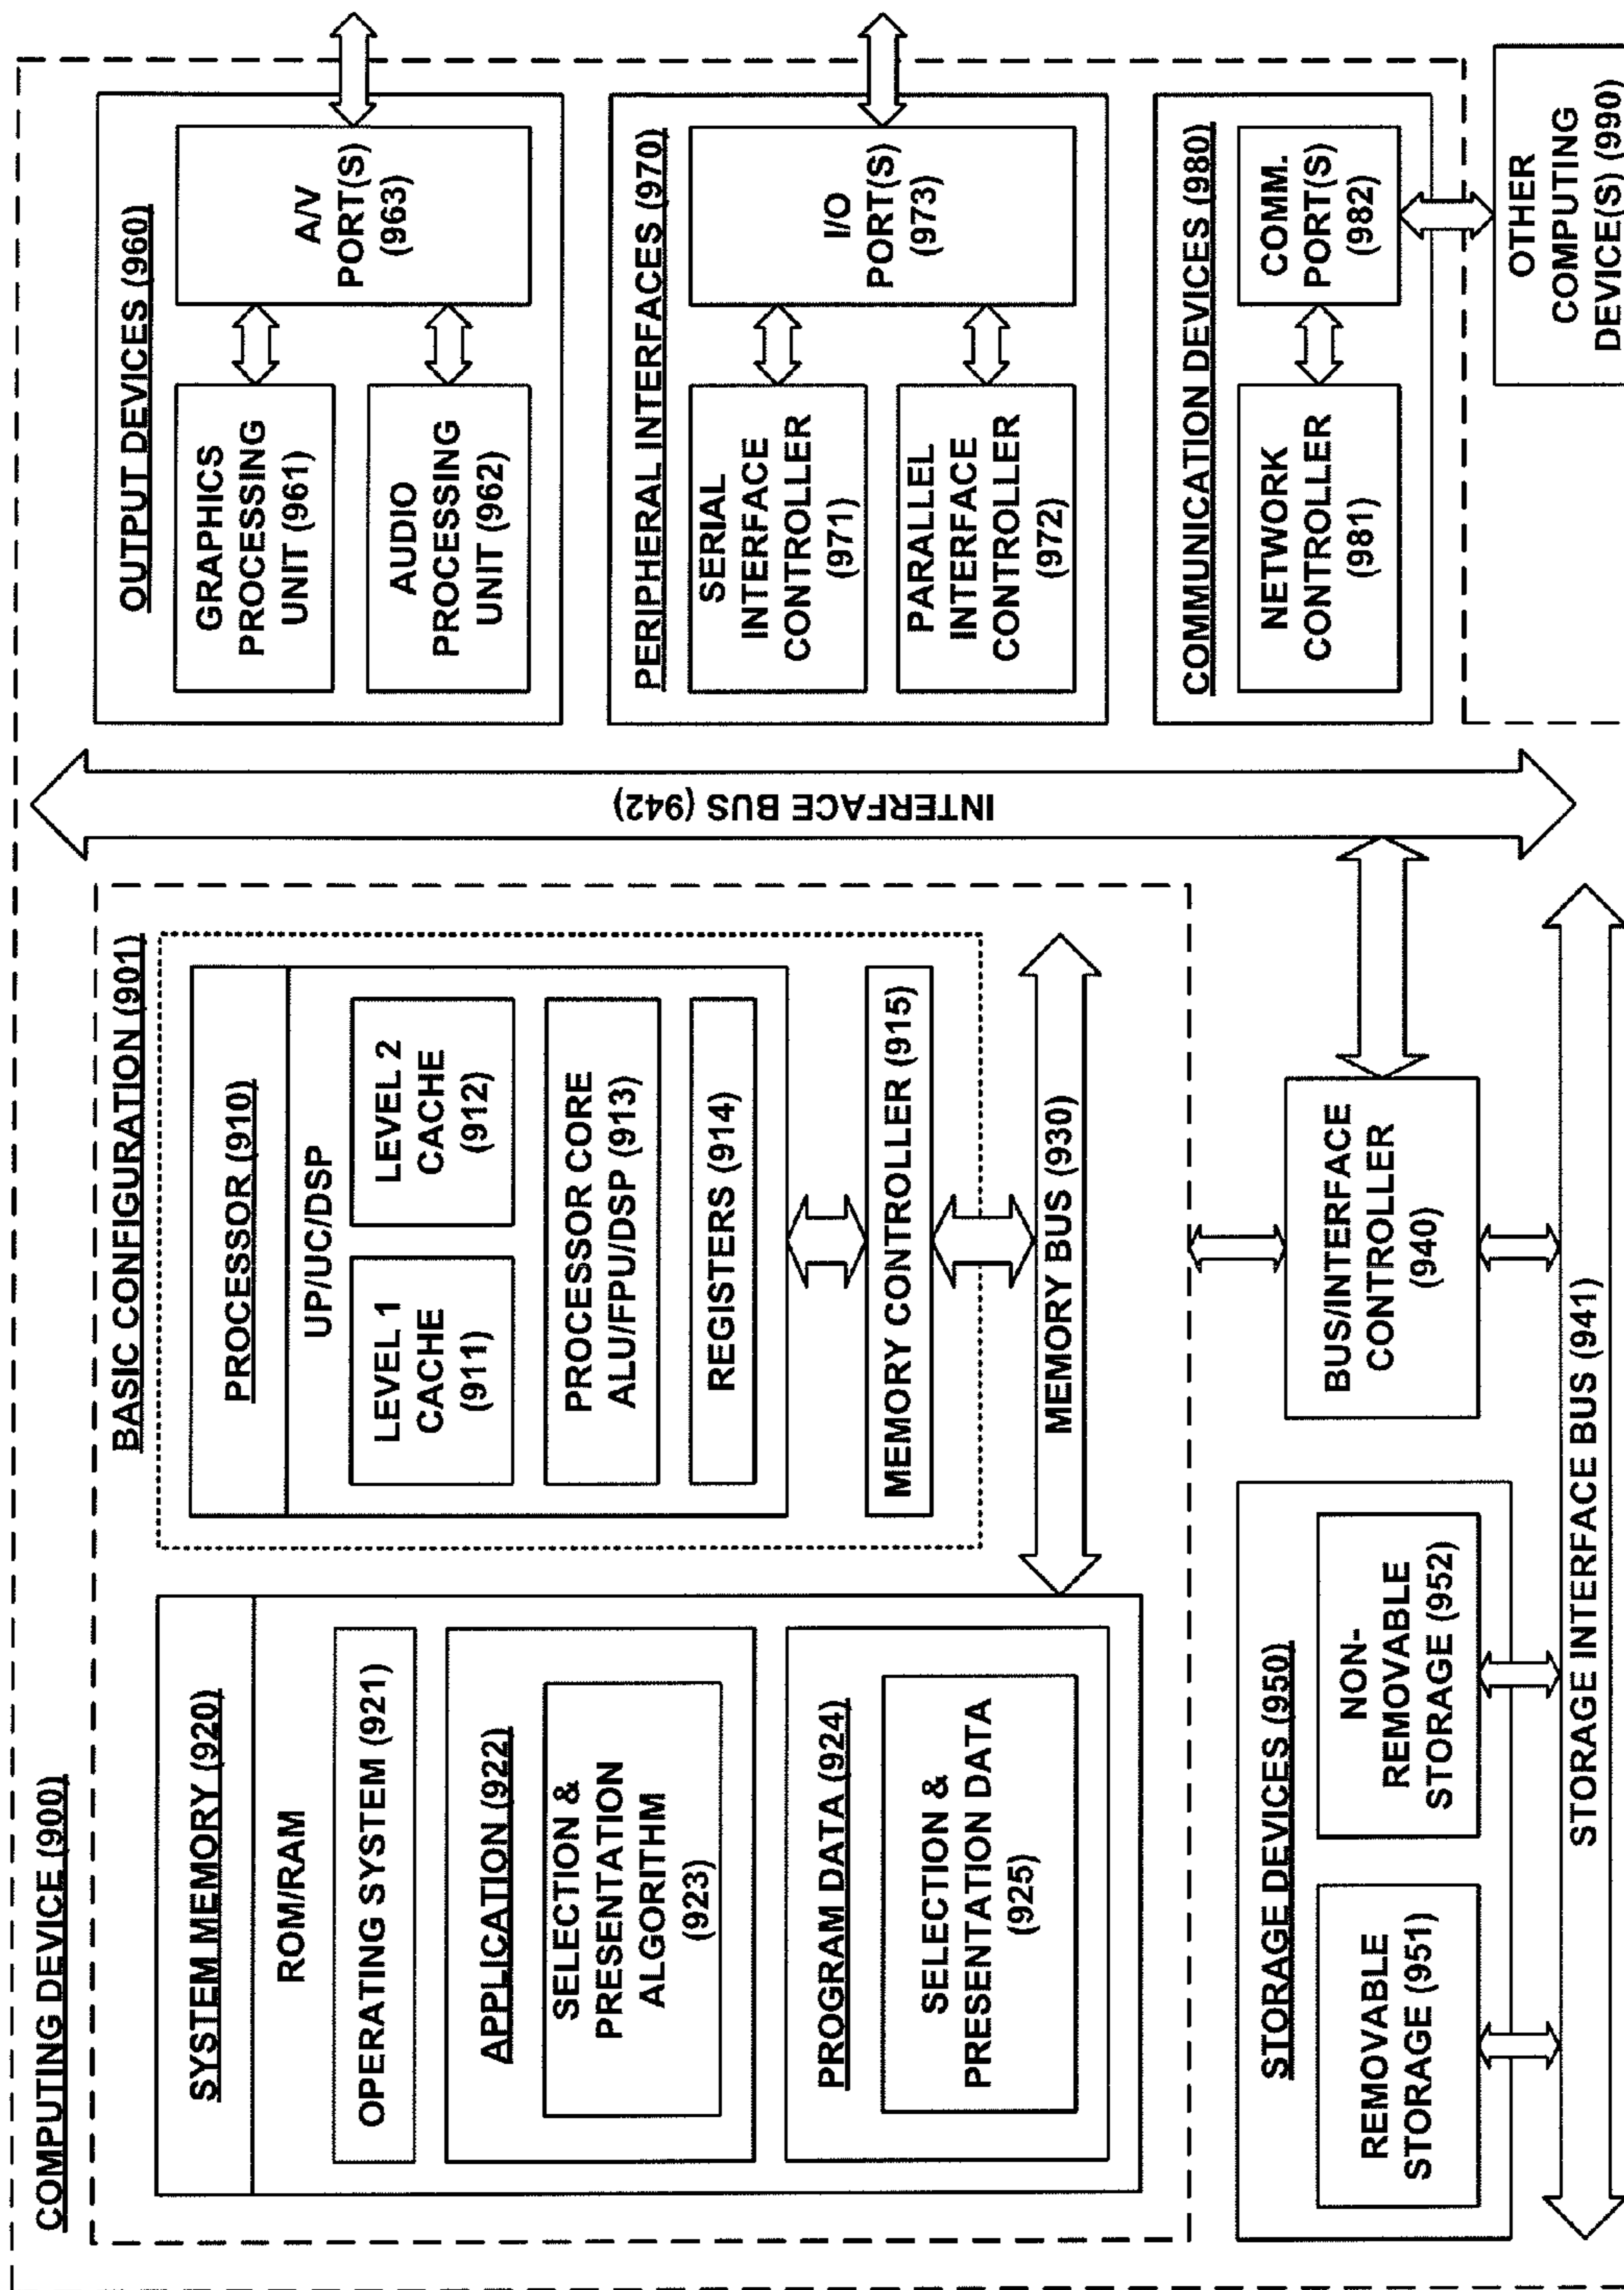 COMPUTING DEVICE (900)
BASIC CONFIGURATION (901)
SYSTEM MEMORY (920)
ROM/RAM
OPERATING SYSTEM (921)
APPLICATION (922)
SELECTION &
PRESENTATION
ALGORITHM
(923)
PROGRAM DATA (924)
SELECTION &
PRESENTATION DATA
(925)
PROCESSOR (910)
UP/UC/DSP
LEVEL 1
CACHE
(911)
LEVEL 2
CACHE
(912)
PROCESSOR CORE
ALU/FPU/DSP (913)
REGISTERS (914)
MEMORY CONTROLLER (915)
MEMORY BUS (930)
BUS/INTERFACE
CONTROLLER
(940)
STORAGE DEVICES (950)
REMOVABLE
STORAGE (951)
NON-
REMOVABLE
STORAGE (952)
STORAGE INTERFACE BUS (941)
INTERFACE BUS (942)
OUTPUT DEVICES (960)
GRAPHICS
PROCESSING
UNIT (961)
AUDIO
PROCESSING
UNIT (962)
A/V
PORT(S)
(963)
PERIPHERAL INTERFACES (970)
SERIAL
INTERFACE
CONTROLLER
(971)
PARALLEL
INTERFACE
CONTROLLER
(972)
I/O
PORT(S)
(973)
COMMUNICATION DEVICES (980)
NETWORK
CONTROLLER
(981)
COMM.
PORT(S)
(982)
OTHER
COMPUTING
DEVICE(S) (990)